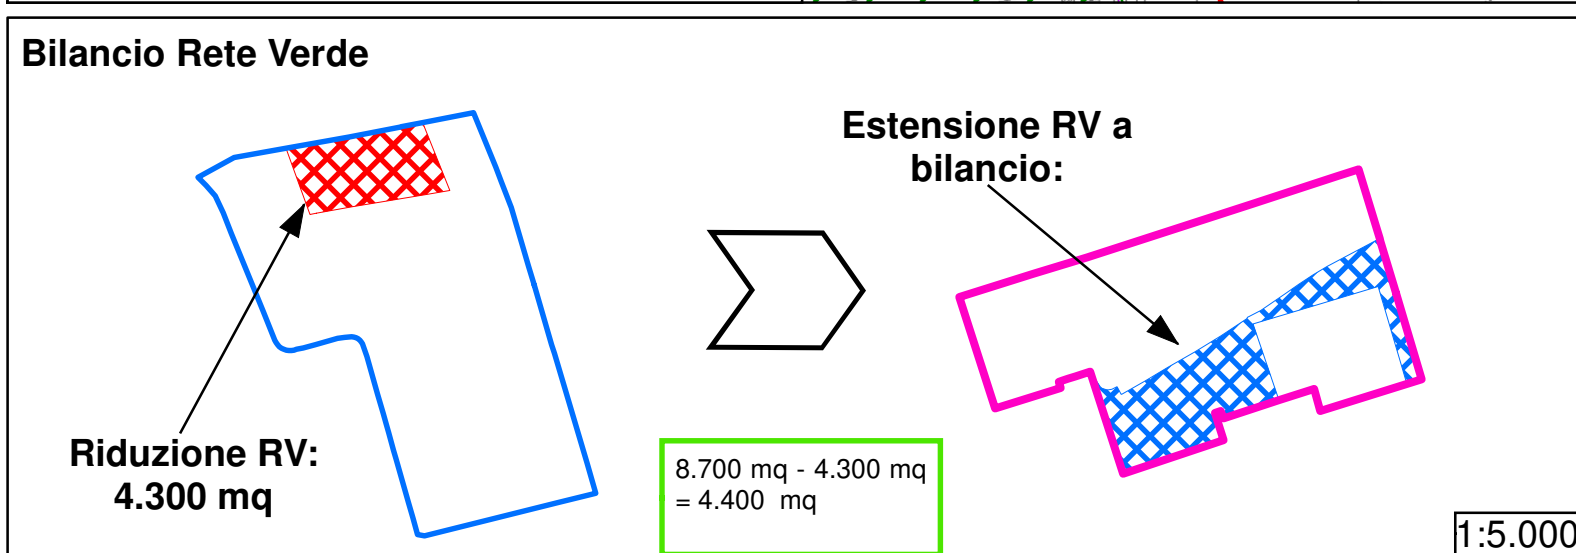 Bilancio Rete Verde
Estensione RV a
bilancio:
Riduzione RV:
4.300 mq
8.700 mq - 4.300 mq
= 4.400 mq
1:5.000